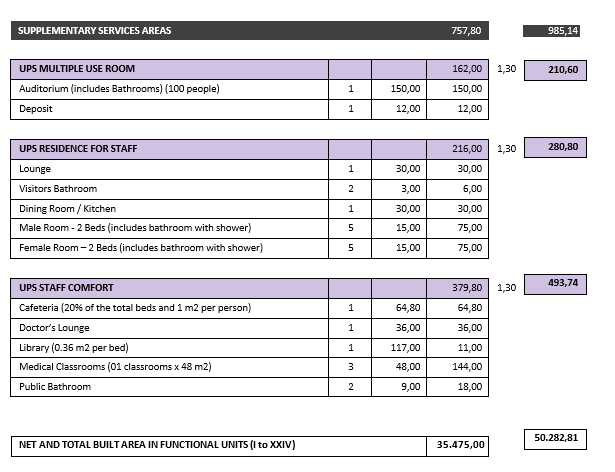 SUPPLEMENTARY SERVICES AREAS 757,80 985,14
UPS MULTIPLE USE ROOM 162,00 1,30 210,60
Auditorium (includes Bathrooms) (100 people) 1 150,00 150,00
Deposit 1 12,00 12,00
UPS RESIDENCE FOR STAFF 216,00 1,30 280,80
Lounge 1 30,00 30,00
Visitors Bathroom 2 3,00 6,00
Dining Room / Kitchen 1 30,00 30,00
Male Room - 2 Beds (includes bathroom with shower) 5 15,00 75,00
Female Room – 2 Beds (includes bathroom with shower) 5 15,00 75,00
UPS STAFF COMFORT 379,80 1,30 493,74
Cafeteria (20% of the total beds and 1 m2 per person) 1 64,80 64,80
Doctor's Lounge 1 36,00 36,00
Library (0.36 m2 per bed) 1 117,00 11,00
Medical Classrooms (01 classrooms x 48 m2) 3 48,00 144,00
Public Bathroom 2 9,00 18,00
NET AND TOTAL BUILT AREA IN FUNCTIONAL UNITS (I to XXIV) 35.475,00 50.282,81